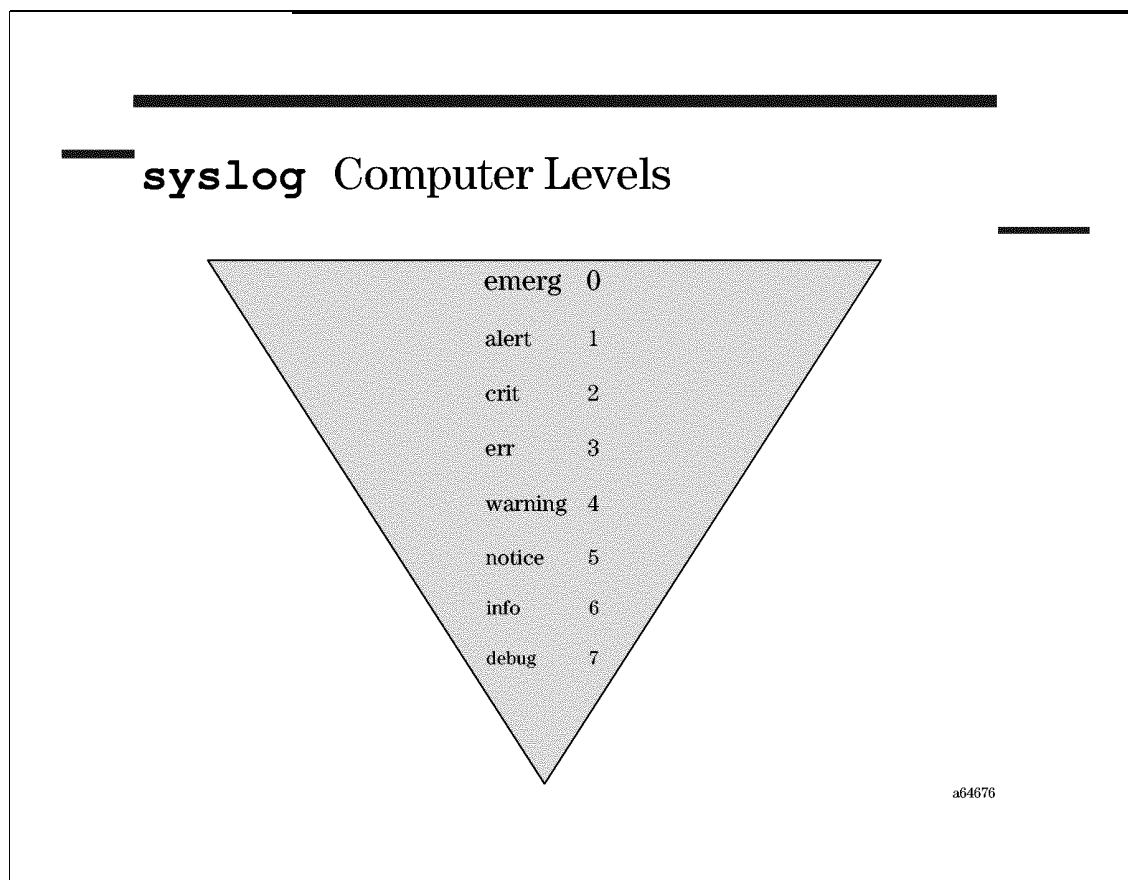 syslog Computer Levels
emerg 0
alert 1
crit 2
err 3
warning 4
notice 5
info 6
debug 7
a64676